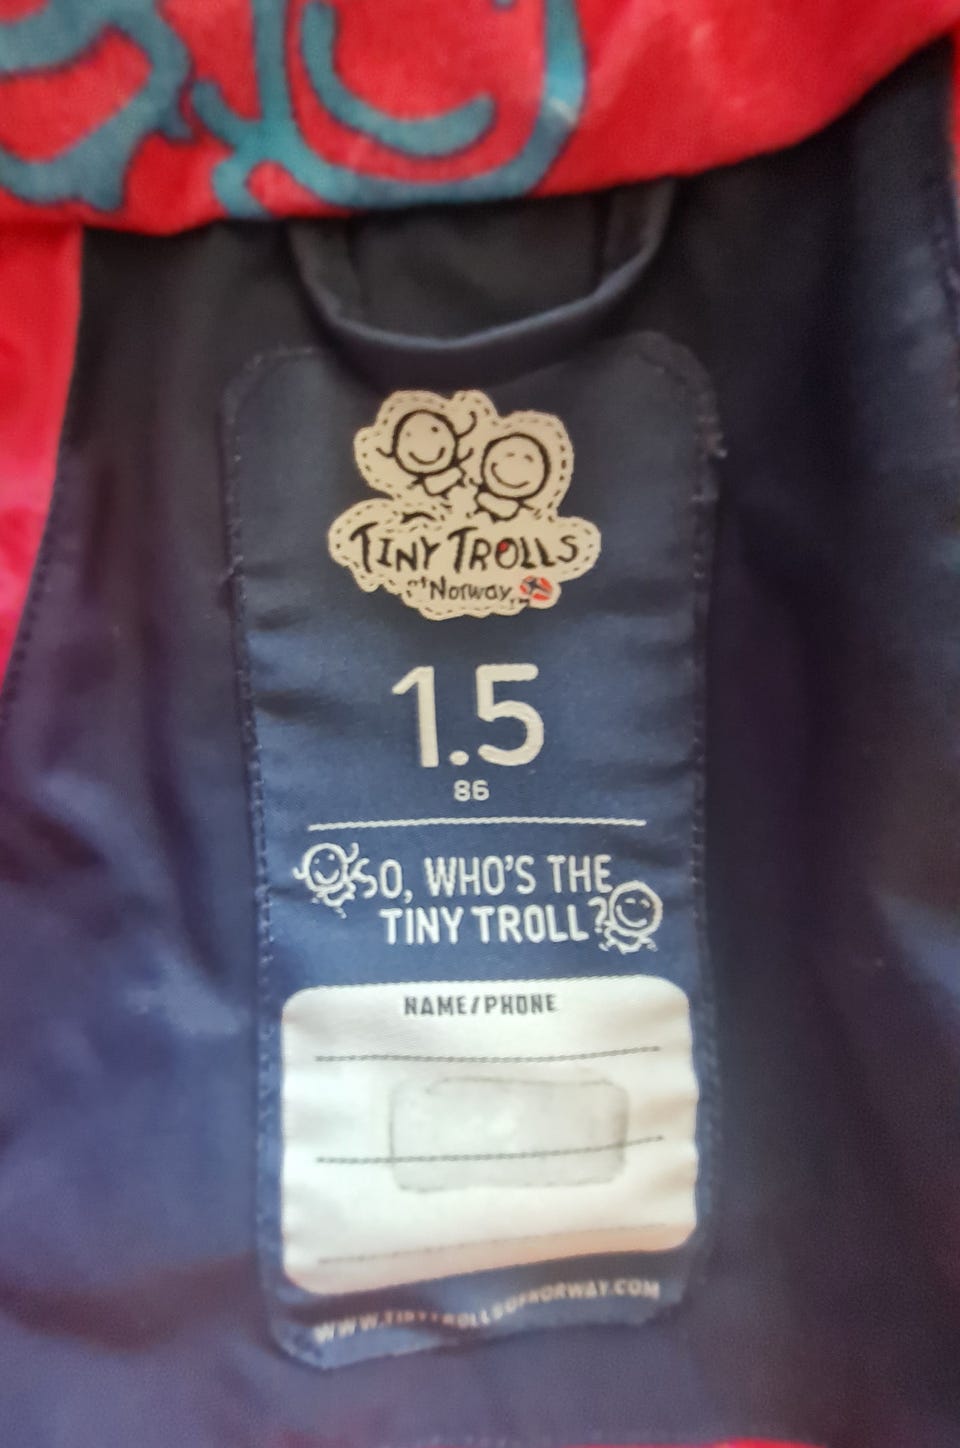 TINY TROLLS
of Norway
1.5
86
SO, WHO'S THE
TINY TROLL?
NAME/PHONE
WWW.TINYTROLLSOFNORWAY.COM